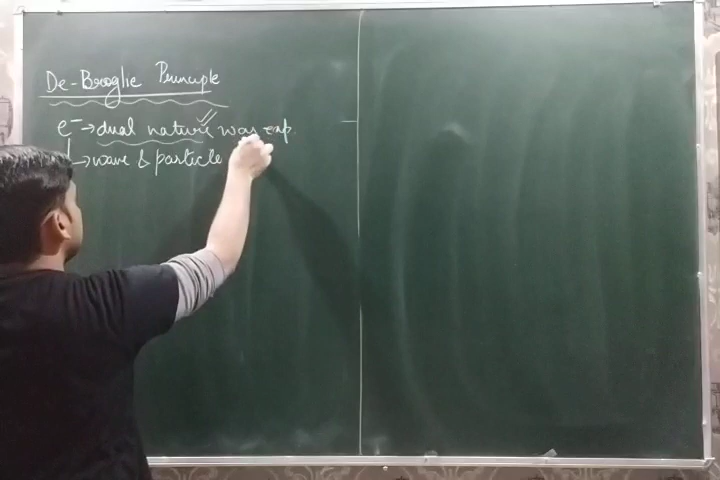 De-Broglie Principle
e⁻ → dual nature was exp.
→ wave & particle